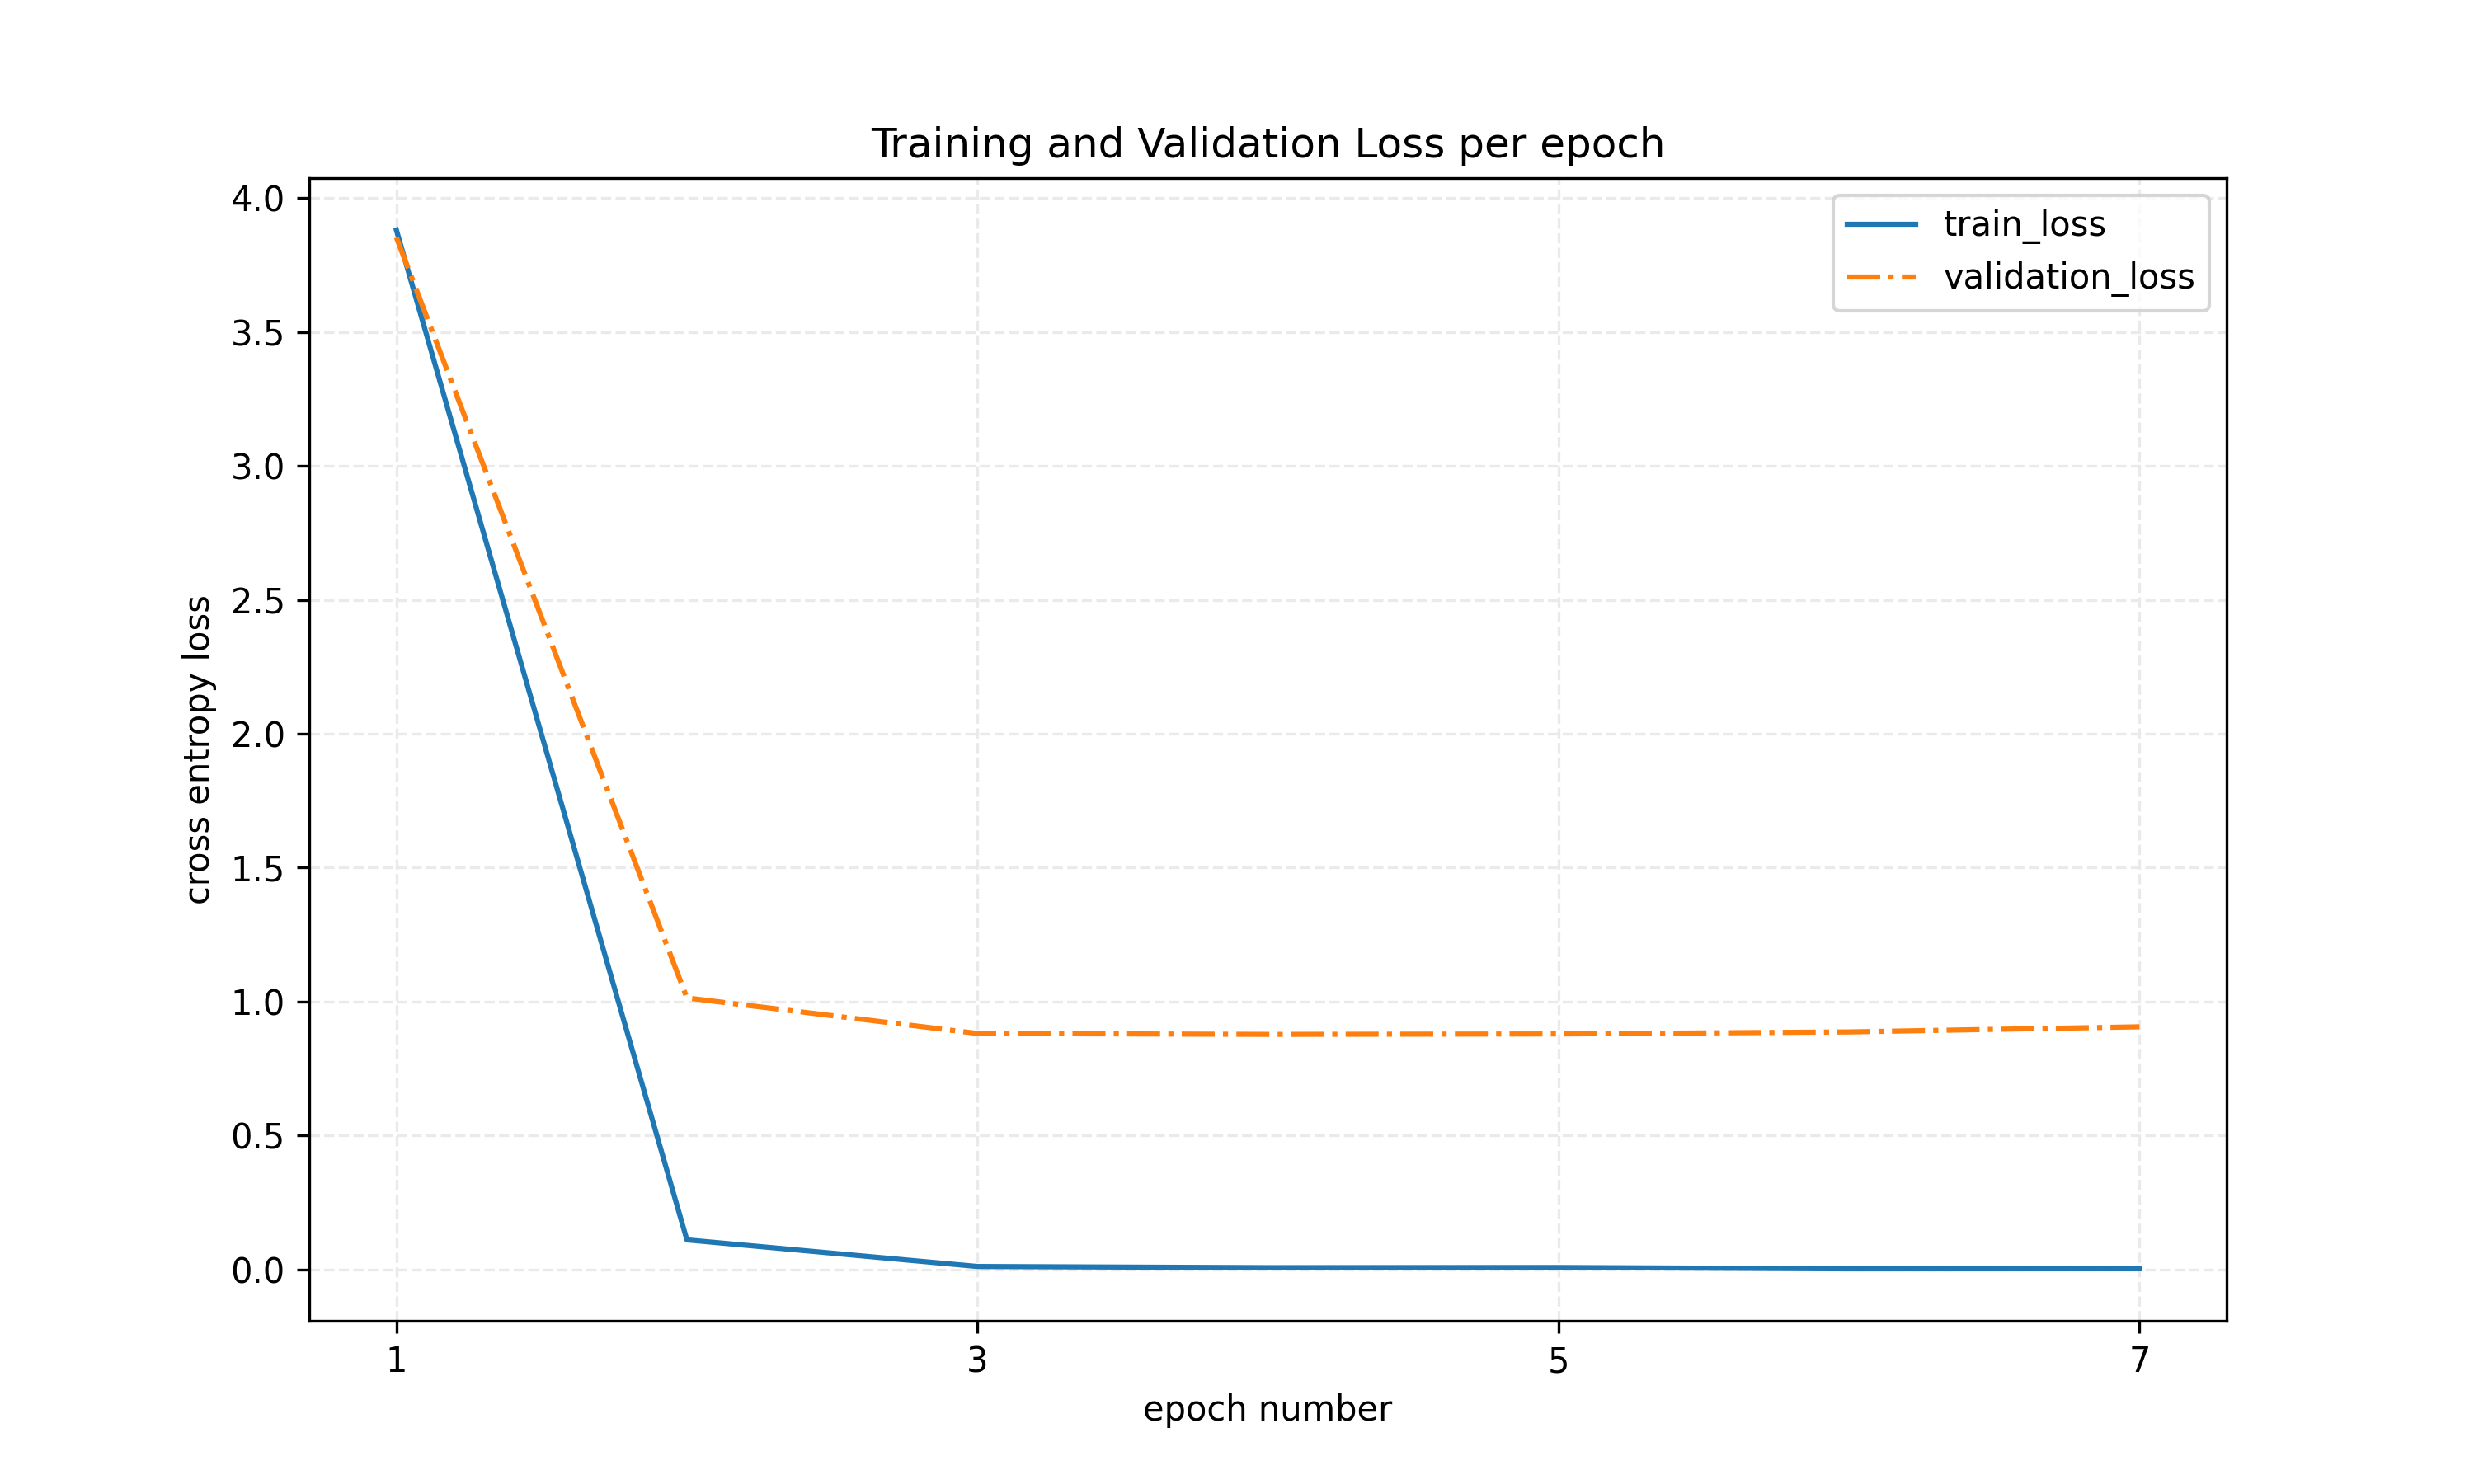 Training and Validation Loss per epoch
train_loss
validation_loss
cross entropy loss
4.0
3.5
3.0
2.5
2.0
1.5
1.0
0.5
0.0
1 3 5 7
epoch number